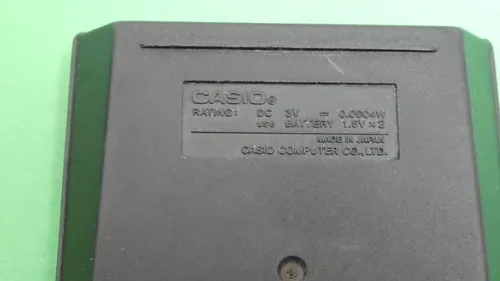 CASIO®
RATING: DC 3V ⎓ 0.0004W
use BATTERY 1.5V×2
MADE IN JAPAN
CASIO COMPUTER CO.,LTD.